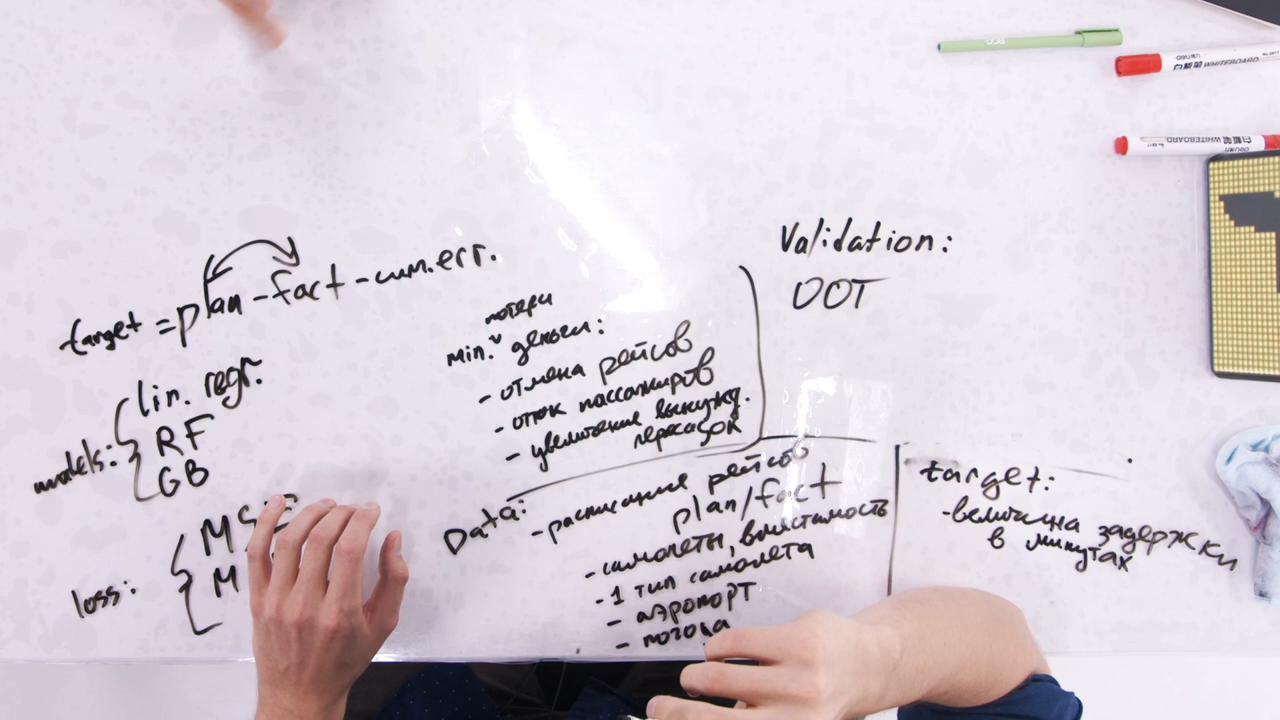 target = plan - fact - cum.err.
models:
lin. regr.
RF
GB
loss:
MSE
M
потери
min. денег:
- отмена рейсов
- отток пассажиров
- увеличение вынужд.
пересадок
Data:
- расписание рейсов
plan/fact
- самолеты, вместимость
- 1 тип самолета
- аэропорт
- погода
Validation:
OOT
target:
- величина задержки
в минутах
WHITEBOARD
WHITEBOARD